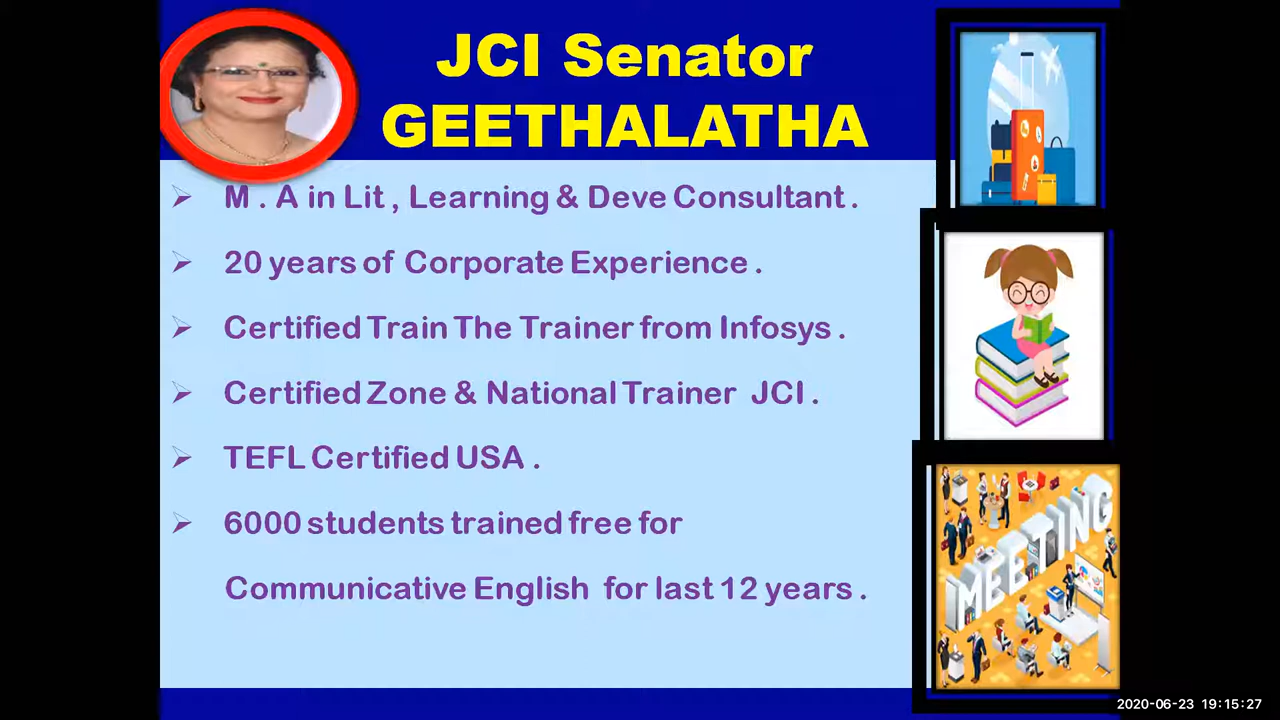 JCI Senator
GEETHALATHA
M . A in Lit , Learning & Deve Consultant .
20 years of Corporate Experience .
Certified Train The Trainer from Infosys .
Certified Zone & National Trainer JCI .
TEFL Certified USA .
6000 students trained free for
Communicative English for last 12 years .
MEETING
2020-06-23 19:15:27